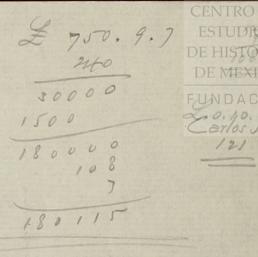 £ 750.9.7
240
30000
1500
180000
108
7
180115
CENTRO
ESTUD
DE HISTO
DE MEXI
FUNDAC
£0.10.
Carlos
121